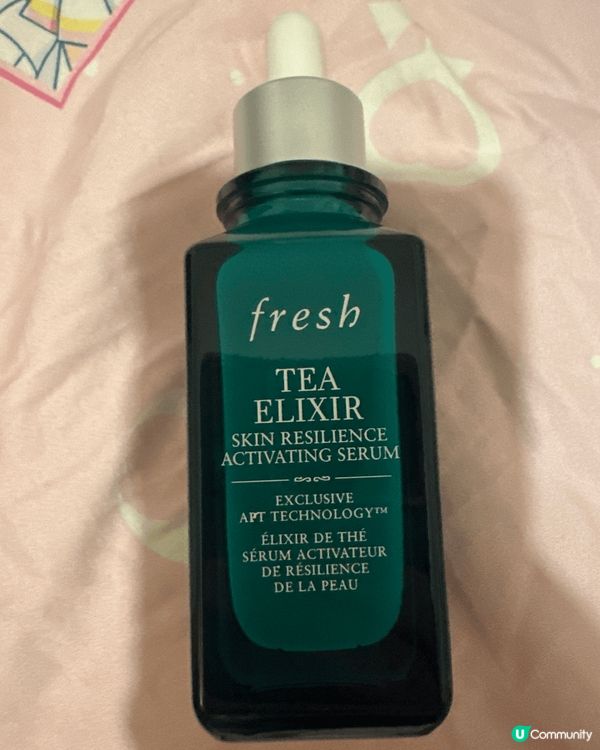 fresh
TEA
ELIXIR
SKIN RESILIENCE
ACTIVATING SERUM
EXCLUSIVE
APT TECHNOLOGY™
ÉLIXIR DE THÉ
SÉRUM ACTIVATEUR
DE RÉSILIENCE
DE LA PEAU
U Community